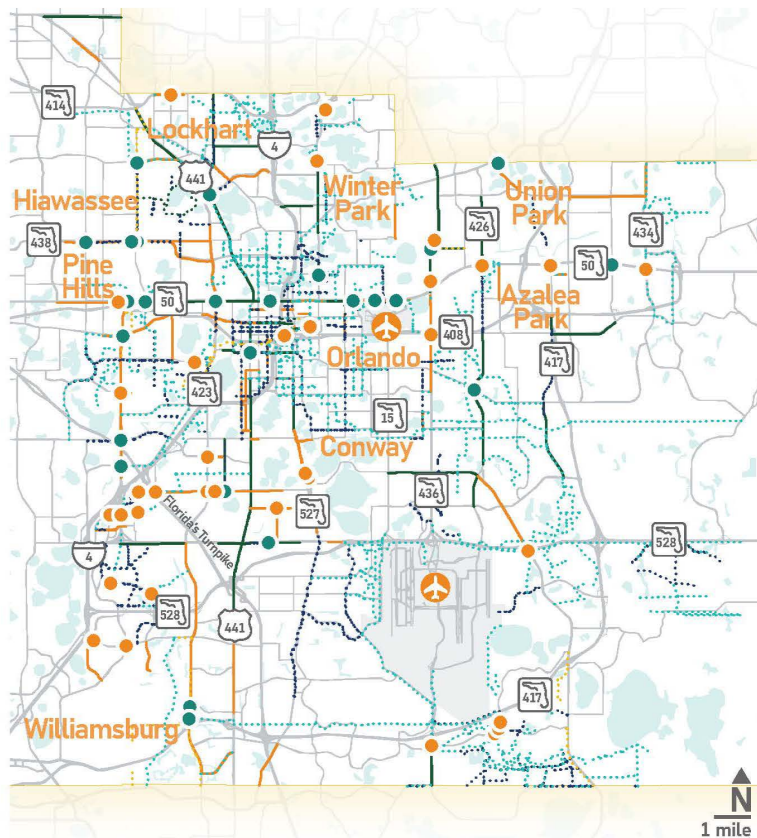 414
Lockhart
4
441
Winter
Park
Union
Park
Hiawassee
426
434
438
Pine
Hills
50
50
Azalea
Park
408
Orlando
417
423
15
Conway
436
527
Florida's Turnpike
4
528
528
441
417
Williamsburg
N
1 mile